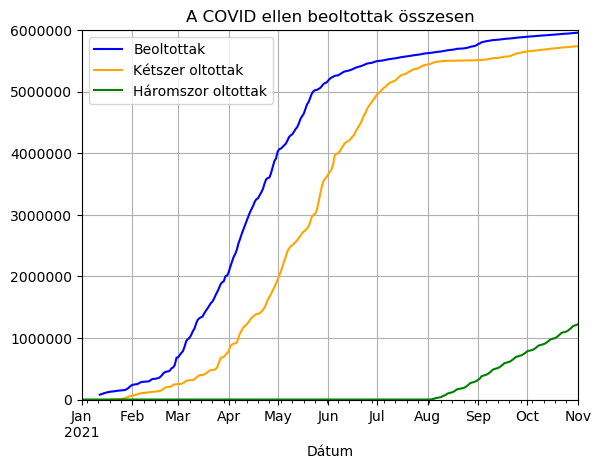 A COVID ellen beoltottak összesen
6000000
5000000
4000000
3000000
2000000
1000000
0
Beoltottak
Kétszer oltottak
Háromszor oltottak
Jan Feb Mar Apr May Jun Jul Aug Sep Oct Nov
2021
Dátum